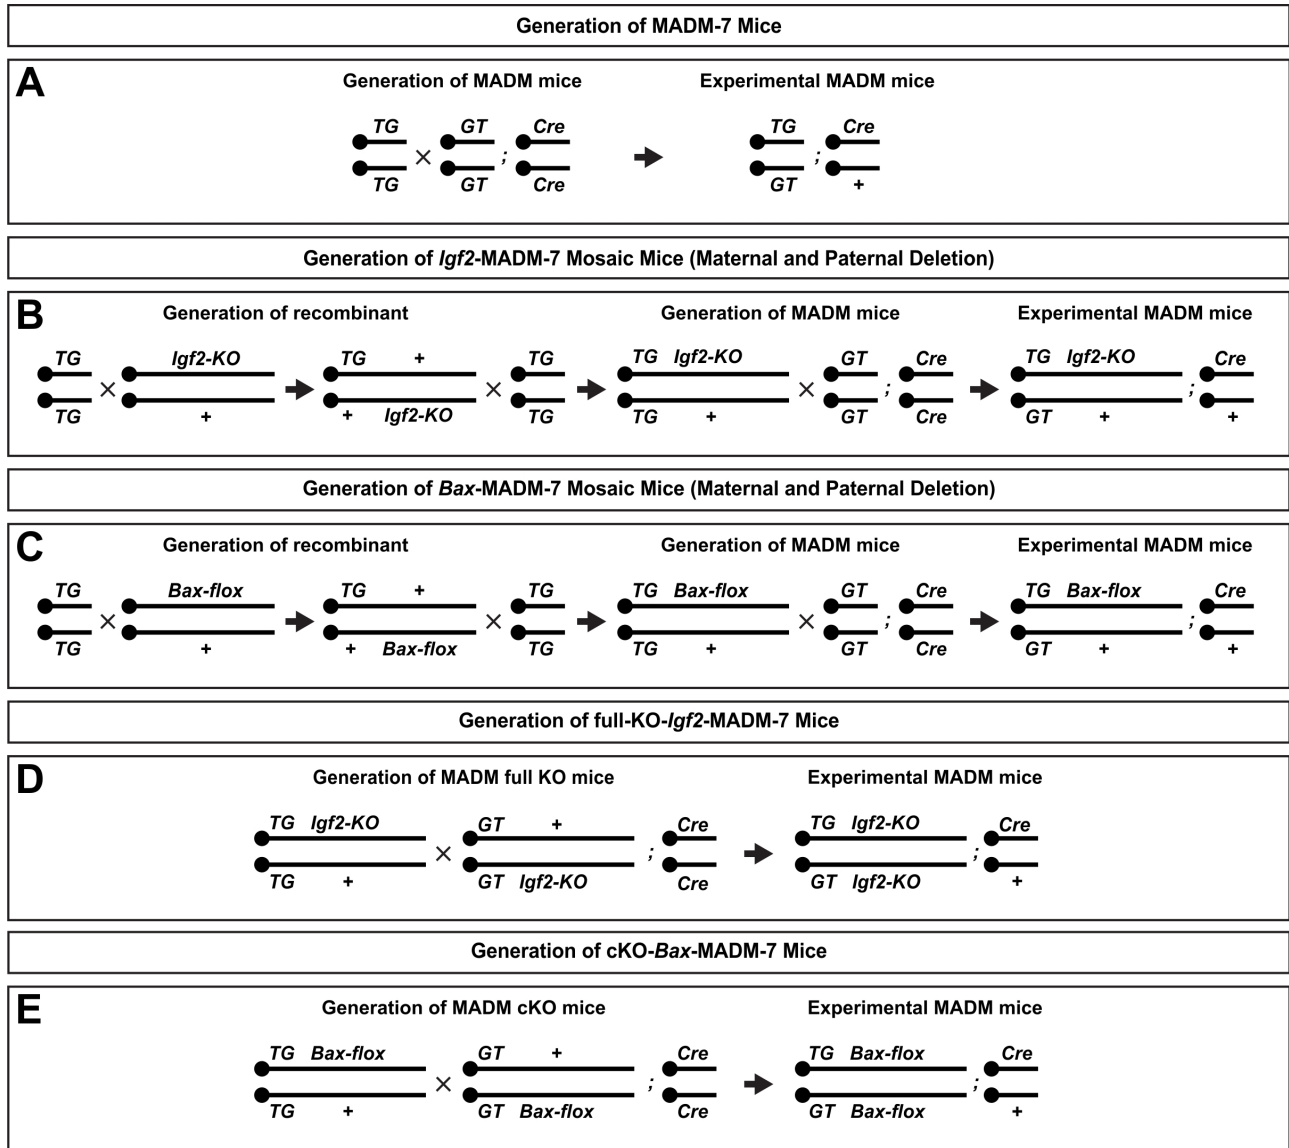 Generation of MADM-7 Mice
A
Generation of MADM mice Experimental MADM mice
TG GT Cre TG Cre
× ; ;
TG GT Cre GT +
Generation of Igf2-MADM-7 Mosaic Mice (Maternal and Paternal Deletion)
B
Generation of recombinant Generation of MADM mice Experimental MADM mice
TG Igf2-KO TG + TG TG Igf2-KO GT Cre TG Igf2-KO Cre
× × × ; ;
TG + + Igf2-KO TG TG + GT Cre GT + +
Generation of Bax-MADM-7 Mosaic Mice (Maternal and Paternal Deletion)
C
Generation of recombinant Generation of MADM mice Experimental MADM mice
TG Bax-flox TG + TG TG Bax-flox GT Cre TG Bax-flox Cre
× × × ; ;
TG + + Bax-flox TG TG + GT Cre GT + +
Generation of full-KO-Igf2-MADM-7 Mice
D
Generation of MADM full KO mice Experimental MADM mice
TG Igf2-KO GT + Cre TG Igf2-KO Cre
× ; ;
TG + GT Igf2-KO Cre GT Igf2-KO +
Generation of cKO-Bax-MADM-7 Mice
E
Generation of MADM cKO mice Experimental MADM mice
TG Bax-flox GT + Cre TG Bax-flox Cre
× ; ;
TG + GT Bax-flox Cre GT Bax-flox +